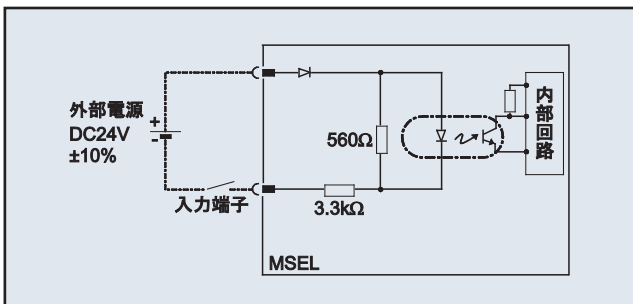 外部電源
DC24V
±10%
+
-
560Ω
内部回路
入力端子
3.3kΩ
MSEL